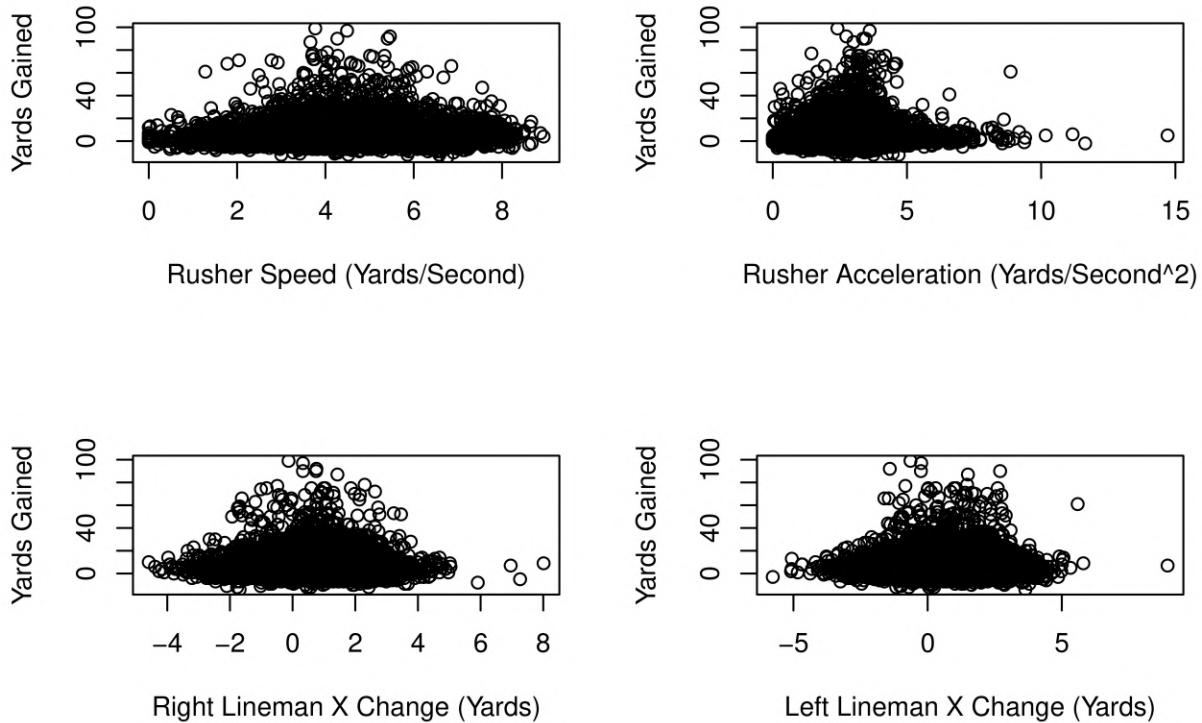 Yards Gained
100
40
0
0 2 4 6 8
Rusher Speed (Yards/Second)
Yards Gained
100
40
0
0 5 10 15
Rusher Acceleration (Yards/Second^2)
Yards Gained
100
40
0
−4 −2 0 2 4 6 8
Right Lineman X Change (Yards)
Yards Gained
100
40
0
−5 0 5
Left Lineman X Change (Yards)